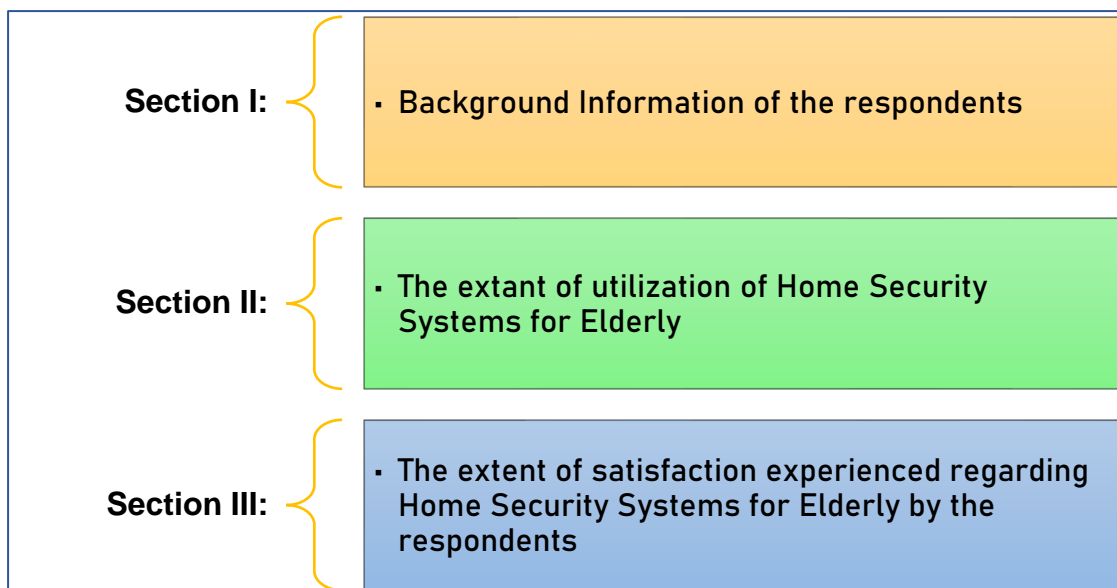 Section I:
▪ Background Information of the respondents
Section II:
▪ The extant of utilization of Home Security
Systems for Elderly
Section III:
▪ The extent of satisfaction experienced regarding
Home Security Systems for Elderly by the
respondents